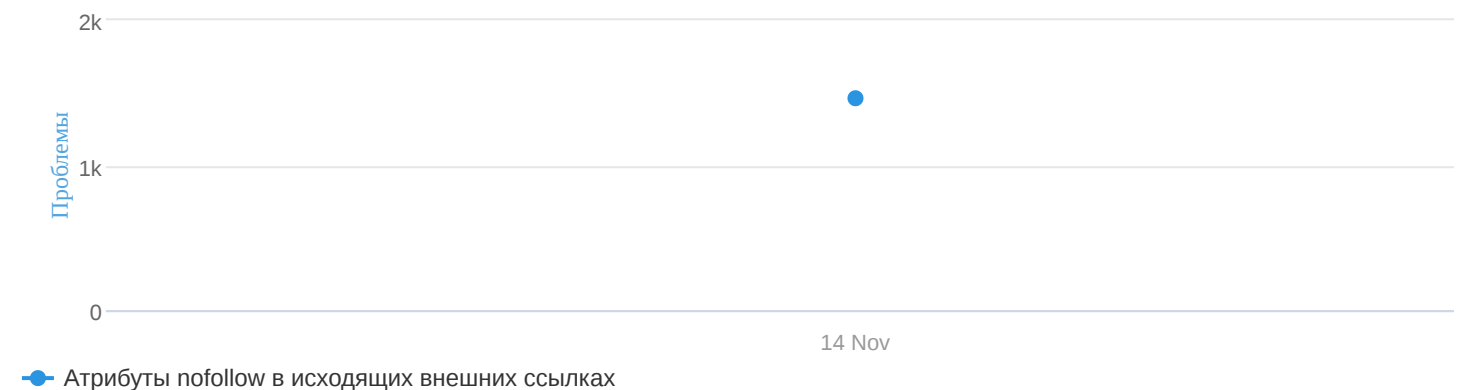 2k
Проблемы
1k
0
14 Nov
Атрибуты nofollow в исходящих внешних ссылках